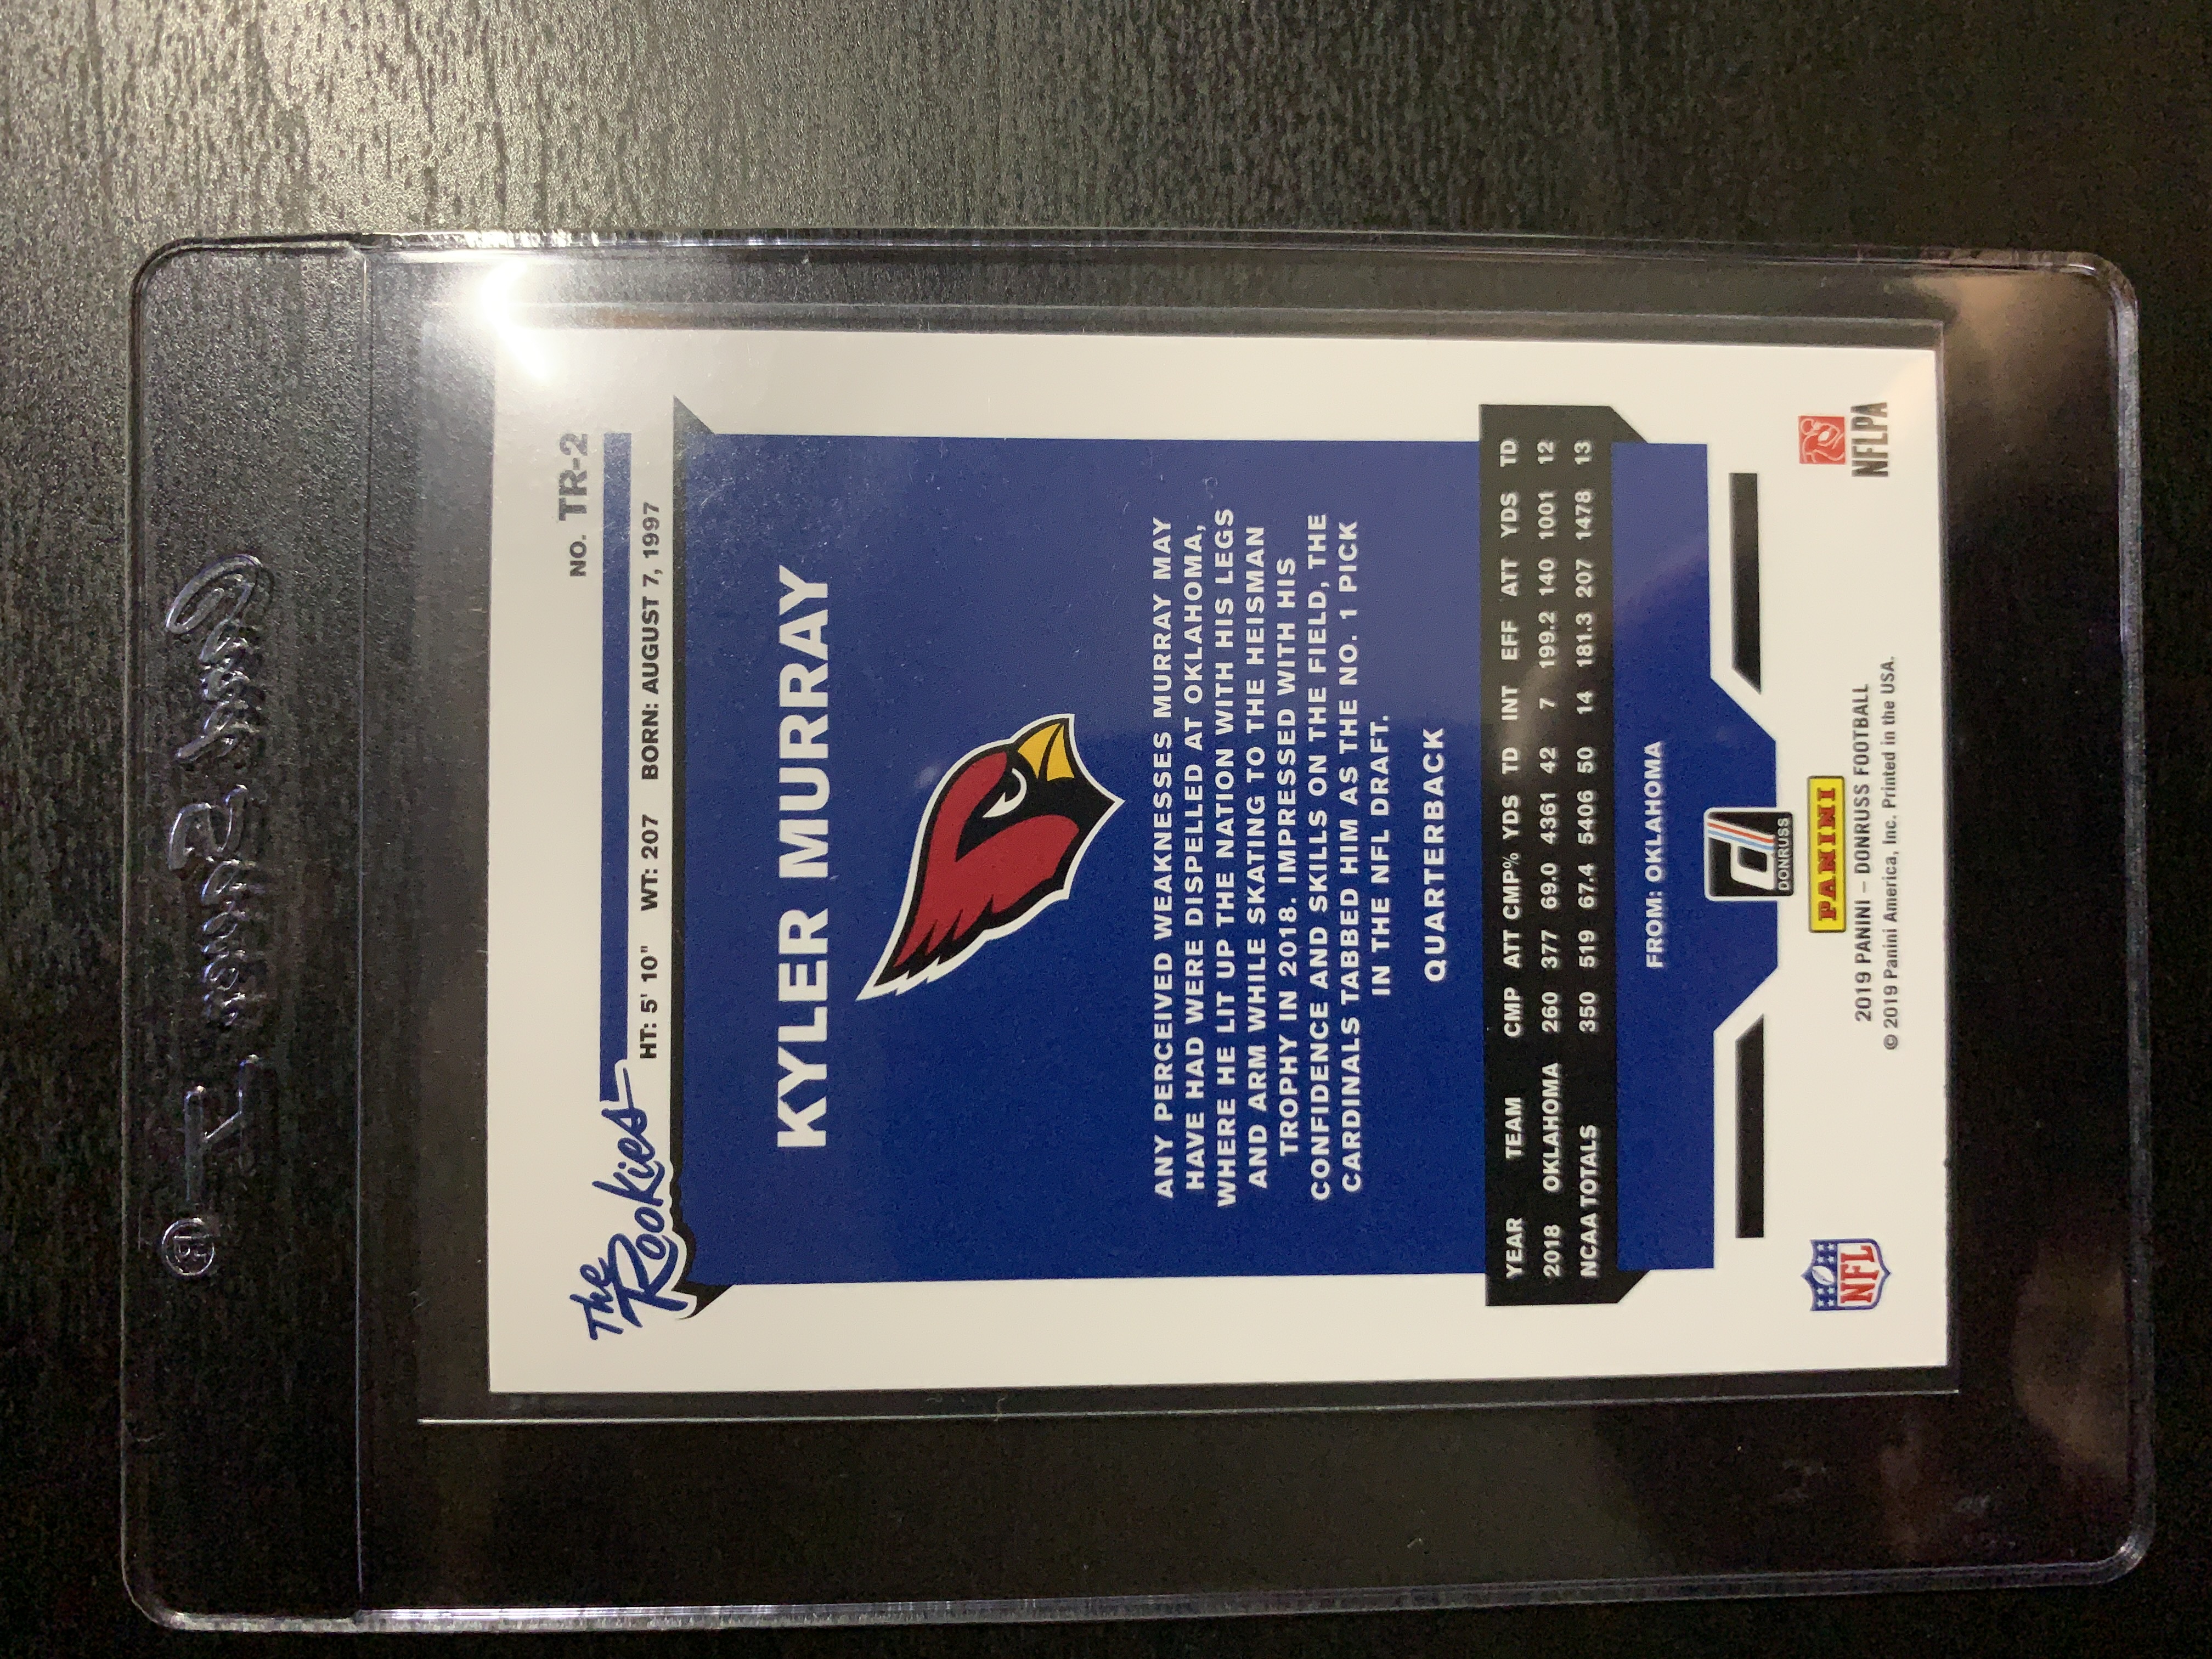 Card Saver I®
NO. TR-2
The
Rookies
HT: 5' 10" WT: 207 BORN: AUGUST 7, 1997
KYLER MURRAY
ANY PERCEIVED WEAKNESSES MURRAY MAY
HAVE HAD WERE DISPELLED AT OKLAHOMA,
WHERE HE LIT UP THE NATION WITH HIS LEGS
AND ARM WHILE SKATING TO THE HEISMAN
TROPHY IN 2018. IMPRESSED WITH HIS
CONFIDENCE AND SKILLS ON THE FIELD, THE
CARDINALS TABBED HIM AS THE NO. 1 PICK
IN THE NFL DRAFT.
QUARTERBACK
YEAR TEAM CMP ATT CMP% YDS TD INT EFF ATT YDS TD
2018 OKLAHOMA 260 377 69.0 4361 42 7 199.2 140 1001 12
NCAA TOTALS 350 519 67.4 5406 50 14 181.3 207 1478 13
FROM: OKLAHOMA
d
DONRUSS
PANINI
NFL
2019 PANINI – DONRUSS FOOTBALL
© 2019 Panini America, Inc. Printed in the USA.
NFLPA